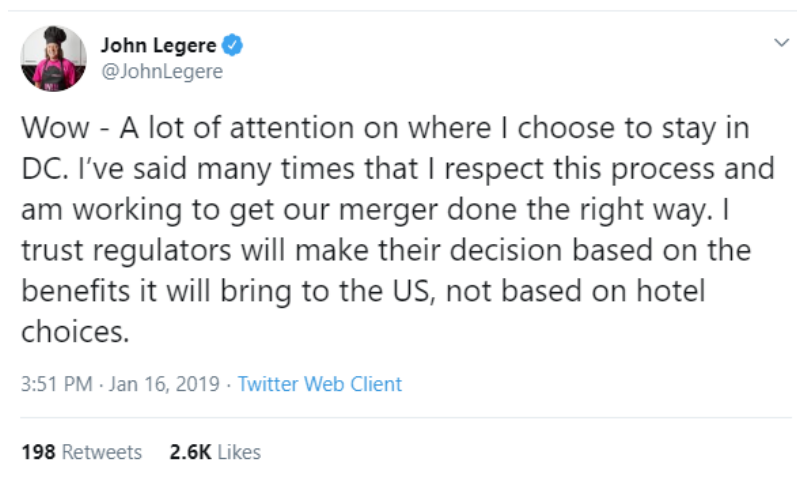 John Legere
@JohnLegere
Wow - A lot of attention on where I choose to stay in
DC. I've said many times that I respect this process and
am working to get our merger done the right way. I
trust regulators will make their decision based on the
benefits it will bring to the US, not based on hotel
choices.
3:51 PM · Jan 16, 2019 · Twitter Web Client
198 Retweets 2.6K Likes